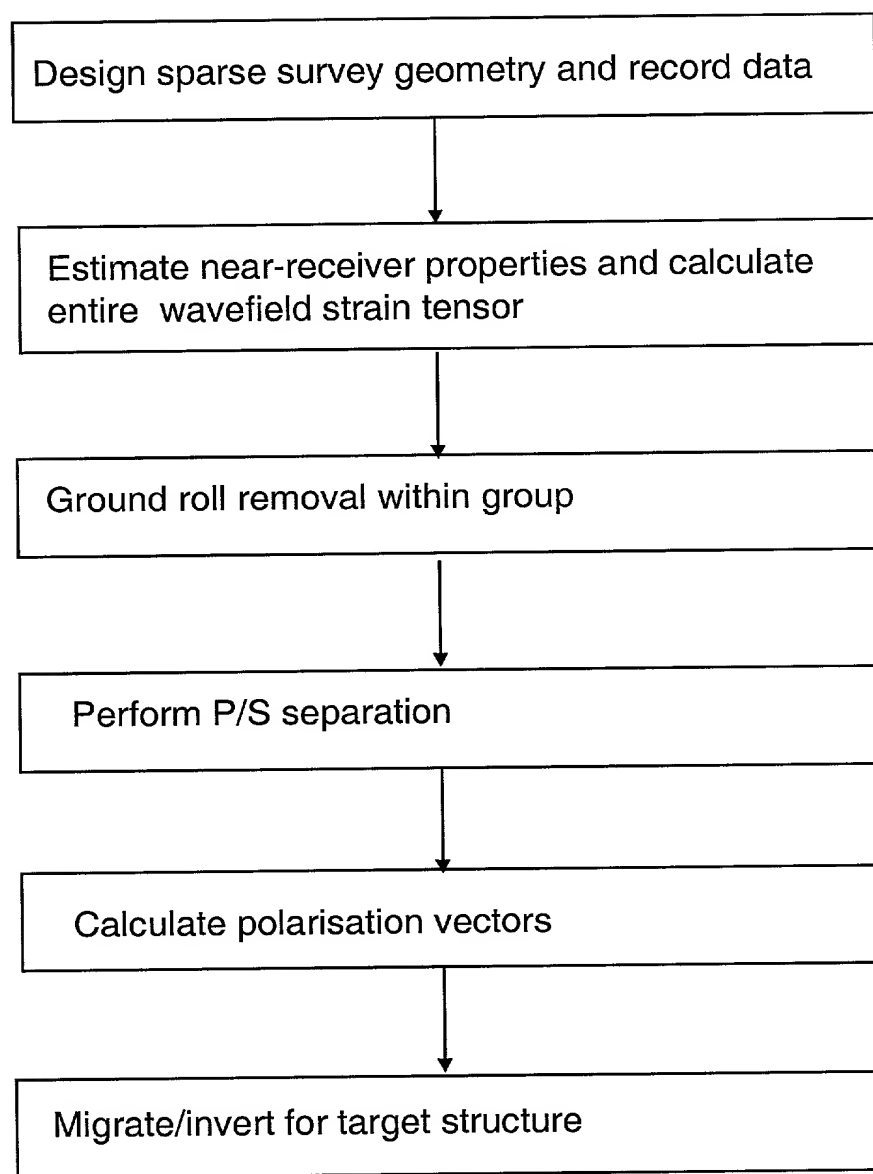 Design sparse survey geometry and record data
Estimate near-receiver properties and calculate
entire wavefield strain tensor
Ground roll removal within group
Perform P/S separation
Calculate polarisation vectors
Migrate/invert for target structure